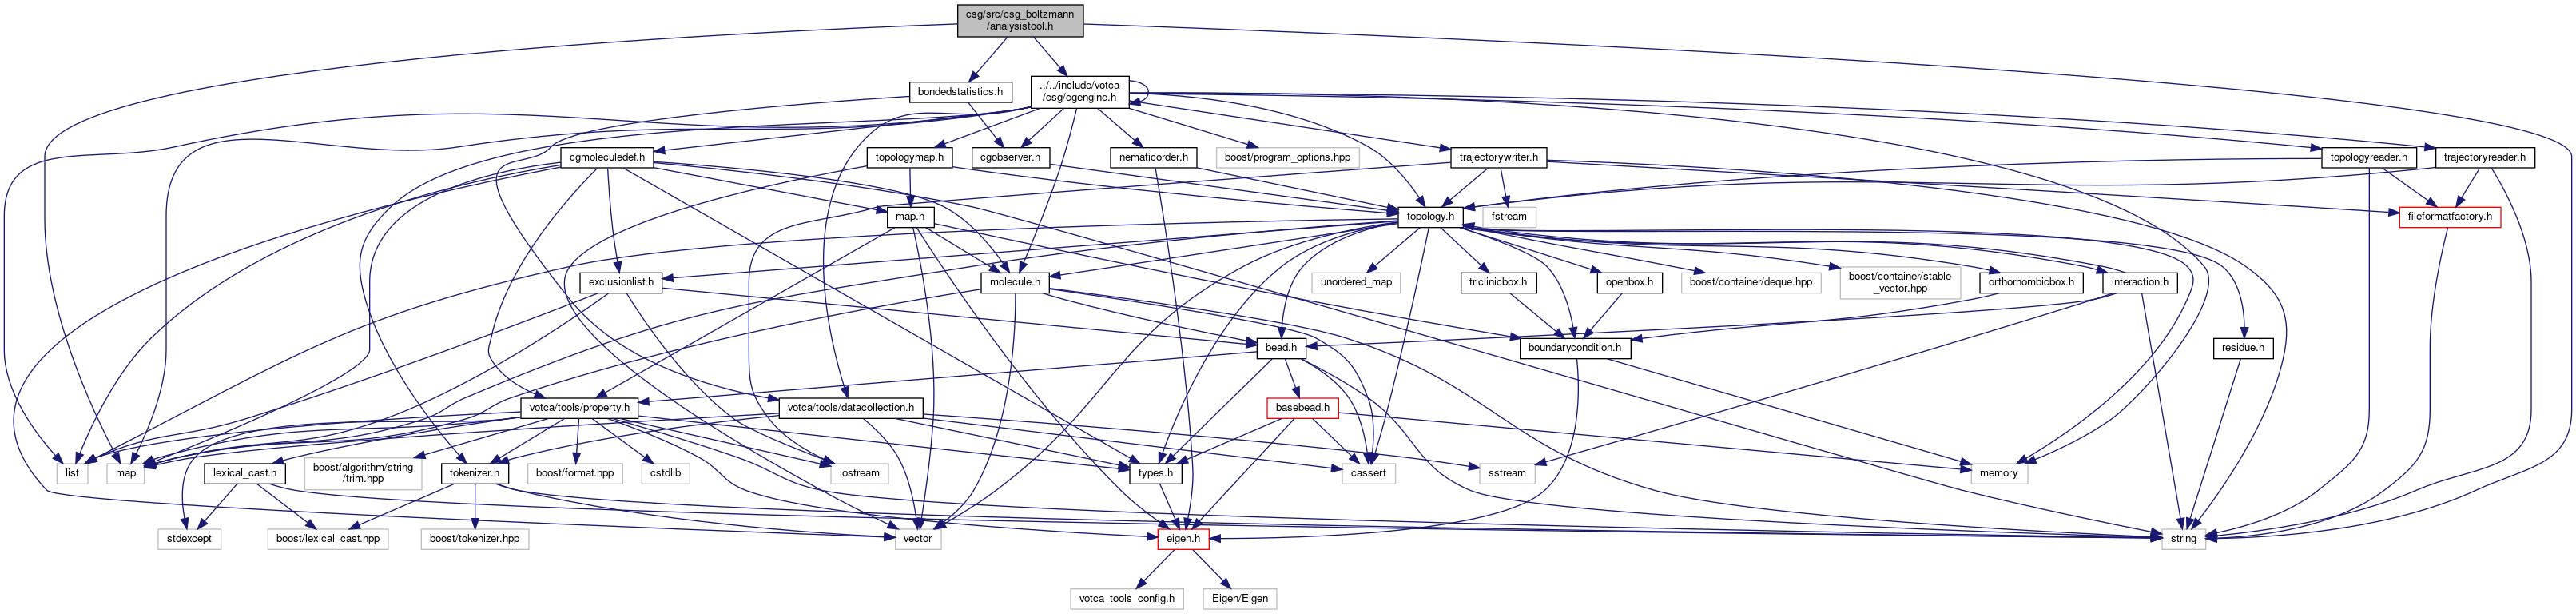 csg/src/csg_boltzmann
/analysistool.h
bondedstatistics.h
../../include/votca
/csg/cgengine.h
cgmoleculedef.h
topologymap.h
cgobserver.h
nematicorder.h
boost/program_options.hpp
trajectorywriter.h
topologyreader.h
trajectoryreader.h
map.h
topology.h
fstream
fileformatfactory.h
exclusionlist.h
molecule.h
unordered_map
triclinicbox.h
openbox.h
boost/container/deque.hpp
boost/container/stable
_vector.hpp
orthorhombicbox.h
interaction.h
bead.h
boundarycondition.h
residue.h
votca/tools/property.h
votca/tools/datacollection.h
basebead.h
list
map
lexical_cast.h
boost/algorithm/string
/trim.hpp
tokenizer.h
boost/format.hpp
cstdlib
iostream
types.h
cassert
sstream
memory
stdexcept
boost/lexical_cast.hpp
boost/tokenizer.hpp
vector
eigen.h
string
votca_tools_config.h
Eigen/Eigen